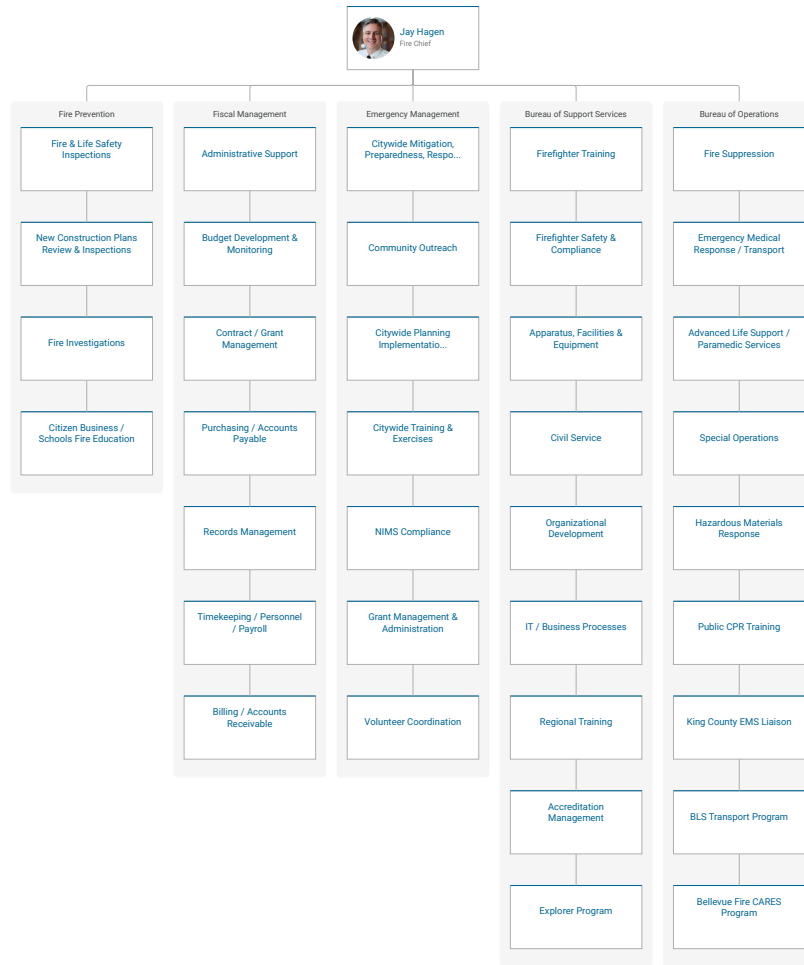 Jay Hagen
Fire Chief
Fire Prevention
Fire & Life Safety
Inspections
New Construction Plans
Review & Inspections
Fire Investigations
Citizen Business /
Schools Fire Education
Fiscal Management
Administrative Support
Budget Development &
Monitoring
Contract / Grant
Management
Purchasing / Accounts
Payable
Records Management
Timekeeping / Personnel
/ Payroll
Billing / Accounts
Receivable
Emergency Management
Citywide Mitigation,
Preparedness, Respo...
Community Outreach
Citywide Planning
Implementatio...
Citywide Training &
Exercises
NIMS Compliance
Grant Management &
Administration
Volunteer Coordination
Bureau of Support Services
Firefighter Training
Firefighter Safety &
Compliance
Apparatus, Facilities &
Equipment
Civil Service
Organizational
Development
IT / Business Processes
Regional Training
Accreditation
Management
Explorer Program
Bureau of Operations
Fire Suppression
Emergency Medical
Response / Transport
Advanced Life Support /
Paramedic Services
Special Operations
Hazardous Materials
Response
Public CPR Training
King County EMS Liaison
BLS Transport Program
Bellevue Fire CARES
Program